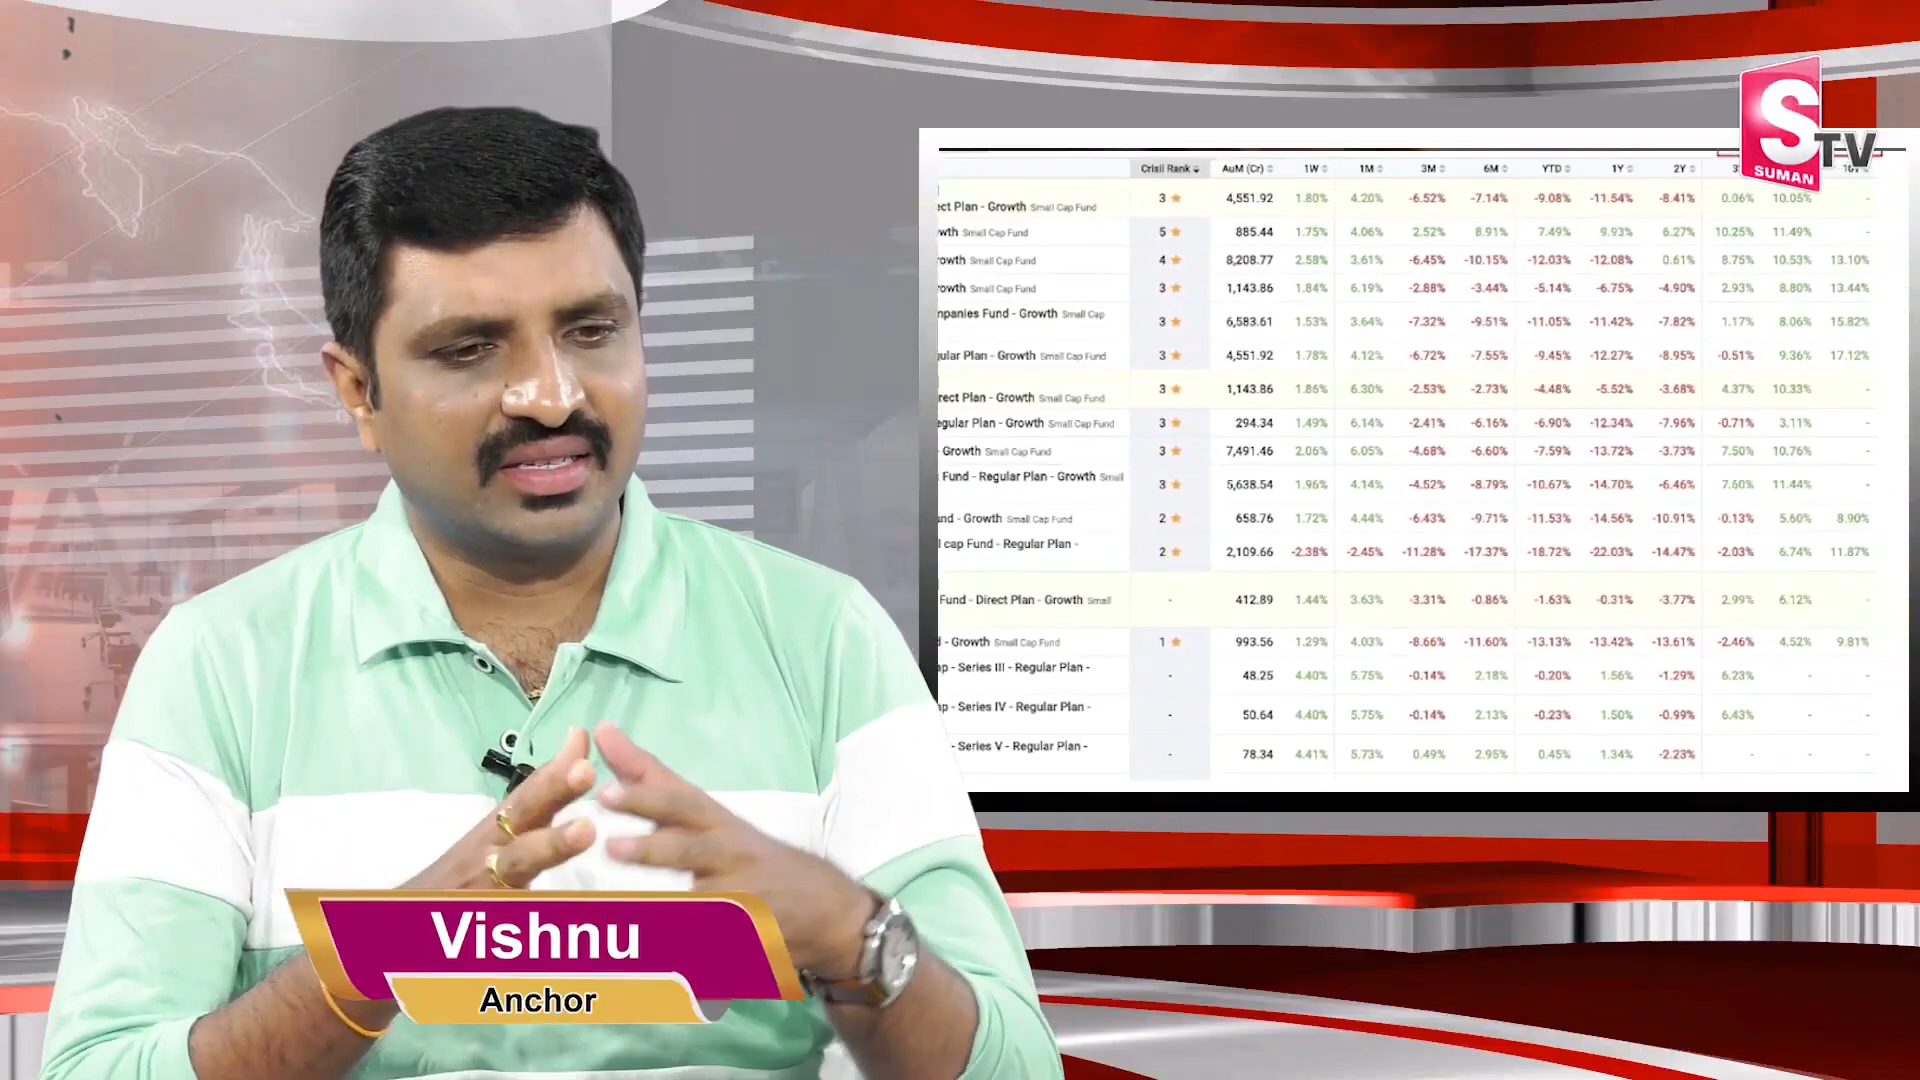 S TV
SUMAN
Crisil Rank AuM (Cr) 1W 1M 3M 6M YTD 1Y 2Y
ect Plan - Growth Small Cap Fund 3 4,551.92 1.80% 4.20% -6.52% -7.14% -9.08% -11.54% -8.41% 0.06% 10.05% -
wth Small Cap Fund 5 885.44 1.75% 4.06% 2.52% 8.91% 7.49% 9.93% 6.27% 10.25% 11.49% -
rowth Small Cap Fund 4 8,208.77 2.58% 3.61% -6.45% -10.15% -12.03% -12.08% 0.61% 8.75% 10.53% 13.10%
rowth Small Cap Fund 3 1,143.86 1.84% 6.19% -2.88% -3.44% -5.14% -6.75% -4.90% 2.93% 8.80% 13.44%
mpanies Fund - Growth Small Cap 3 6,583.61 1.53% 3.64% -7.32% -9.51% -11.05% -11.42% -7.82% 1.17% 8.06% 15.82%
gular Plan - Growth Small Cap Fund 3 4,551.92 1.78% 4.12% -6.72% -7.55% -9.45% -12.27% -8.95% -0.51% 9.36% 17.12%
rect Plan - Growth Small Cap Fund 3 1,143.86 1.86% 6.30% -2.53% -2.73% -4.48% -5.52% -3.68% 4.37% 10.33% -
egular Plan - Growth Small Cap Fund 3 294.34 1.49% 6.14% -2.41% -6.16% -6.90% -12.34% -7.96% -0.71% 3.11% -
- Growth Small Cap Fund 3 7,491.46 2.06% 6.05% -4.68% -6.60% -7.59% -13.72% -3.73% 7.50% 10.76% -
Fund - Regular Plan - Growth Small 3 5,638.54 1.96% 4.14% -4.52% -8.79% -10.67% -14.70% -6.46% 7.60% 11.44% -
und - Growth Small Cap Fund 2 658.76 1.72% 4.44% -6.43% -9.71% -11.53% -14.56% -10.91% -0.13% 5.60% 8.90%
l cap Fund - Regular Plan - 2 2,109.66 -2.38% -2.45% -11.28% -17.37% -18.72% -22.03% -14.47% -2.03% 6.74% 11.87%
Fund - Direct Plan - Growth Small - 412.89 1.44% 3.63% -3.31% -0.86% -1.63% -0.31% -3.77% 2.99% 6.12% -
d - Growth Small Cap Fund 1 993.56 1.29% 4.03% -8.66% -11.60% -13.13% -13.42% -13.61% -2.46% 4.52% 9.81%
ap - Series III - Regular Plan - - 48.25 4.40% 5.75% -0.14% 2.18% -0.20% 1.56% -1.29% 6.23% - -
ap - Series IV - Regular Plan - - 50.64 4.40% 5.75% -0.14% 2.13% -0.23% 1.50% -0.99% 6.43% - -
- Series V - Regular Plan - - 78.34 4.41% 5.73% 0.49% 2.95% 0.45% 1.34% -2.23% - - -
Vishnu
Anchor